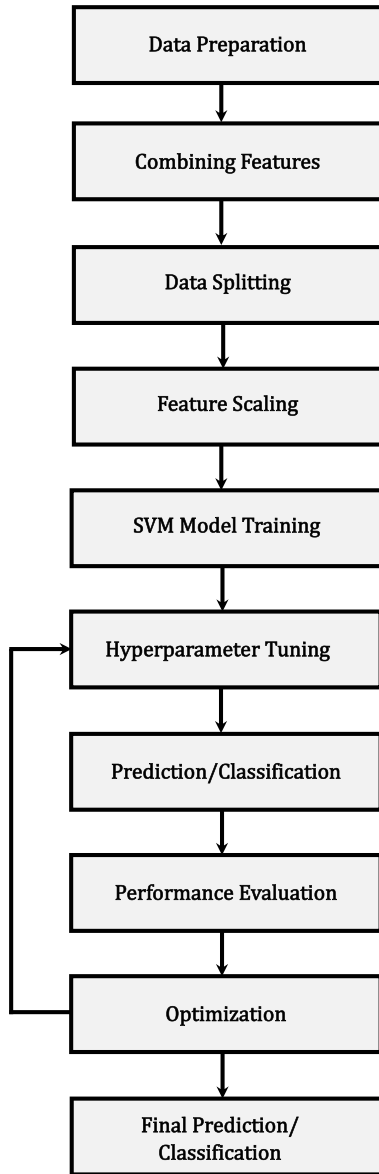 Data Preparation
Combining Features
Data Splitting
Feature Scaling
SVM Model Training
Hyperparameter Tuning
Prediction/Classification
Performance Evaluation
Optimization
Final Prediction/
Classification